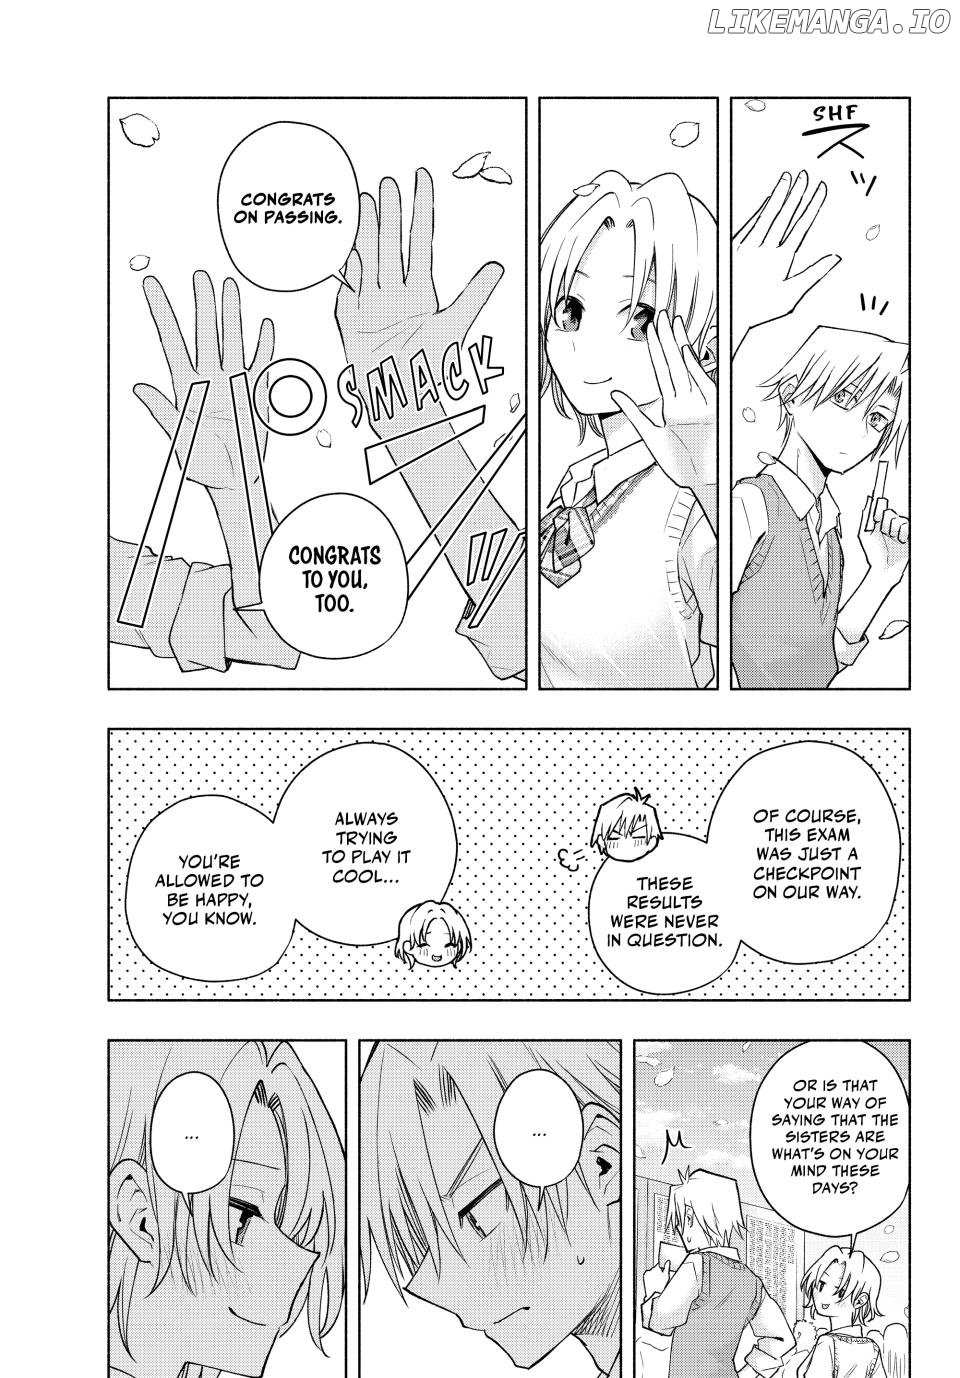 LIKEMANGA.IO
SHF
ス
CONGRATS
ON PASSING.
SMACK
CONGRATS
TO YOU,
TOO.
OF COURSE,
THIS EXAM
WAS JUST A
CHECKPOINT
ON OUR WAY.
THESE
RESULTS
WERE NEVER
IN QUESTION.
ALWAYS
TRYING
TO PLAY IT
COOL...
YOU'RE
ALLOWED TO
BE HAPPY,
YOU KNOW.
OR IS THAT
YOUR WAY OF
SAYING THAT THE
SISTERS ARE
WHAT'S ON YOUR
MIND THESE
DAYS?
...
...